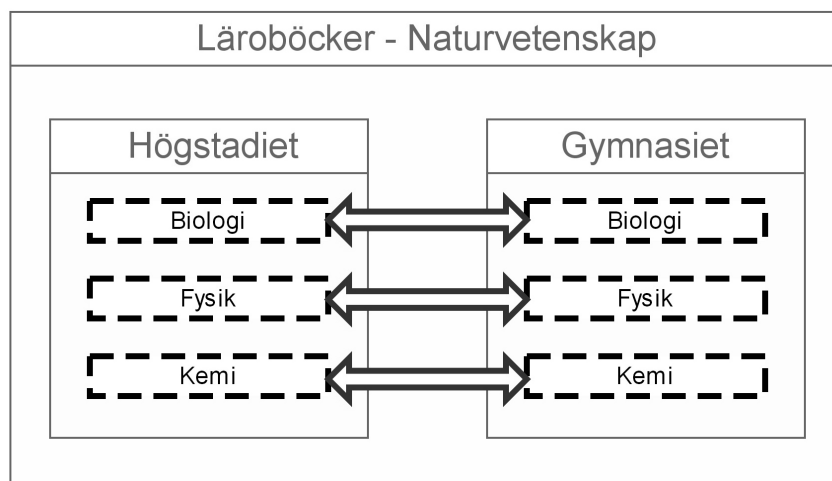 Läroböcker - Naturvetenskap
Högstadiet
Biologi
Fysik
Kemi
Gymnasiet
Biologi
Fysik
Kemi